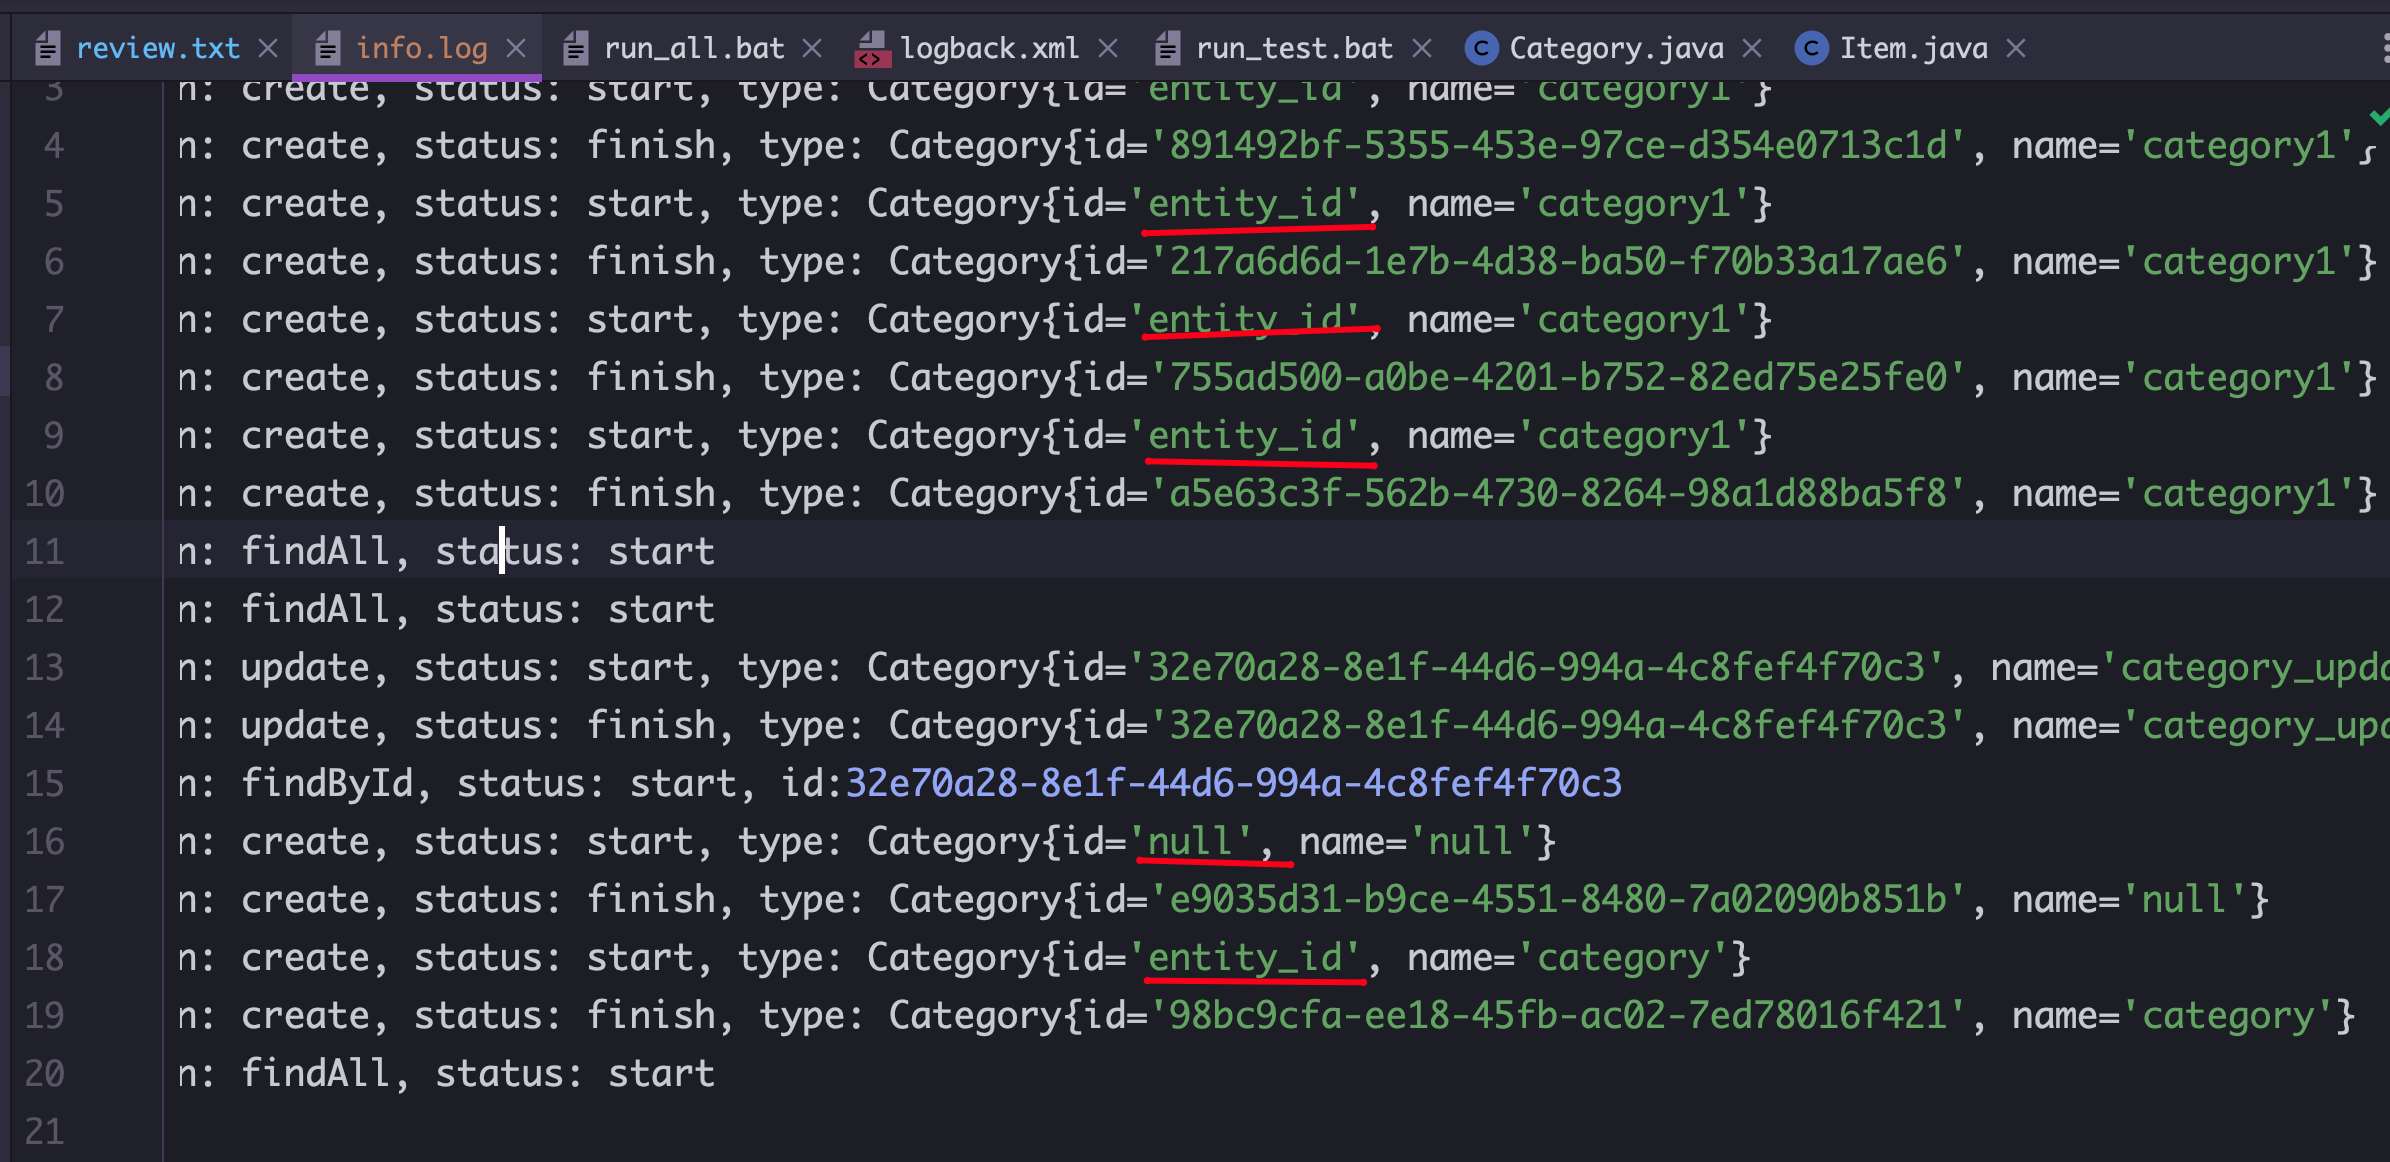 review.txt info.log run_all.bat logback.xml run_test.bat Category.java Item.java
3 n: create, status: start, type: Category{id='entity_id', name='category1'}
4 n: create, status: finish, type: Category{id='891492bf-5355-453e-97ce-d354e0713c1d', name='category1'
5 n: create, status: start, type: Category{id='entity_id', name='category1'}
6 n: create, status: finish, type: Category{id='217a6d6d-1e7b-4d38-ba50-f70b33a17ae6', name='category1'}
7 n: create, status: start, type: Category{id='entity_id', name='category1'}
8 n: create, status: finish, type: Category{id='755ad500-a0be-4201-b752-82ed75e25fe0', name='category1'}
9 n: create, status: start, type: Category{id='entity_id', name='category1'}
10 n: create, status: finish, type: Category{id='a5e63c3f-562b-4730-8264-98a1d88ba5f8', name='category1'}
11 n: findAll, status: start
12 n: findAll, status: start
13 n: update, status: start, type: Category{id='32e70a28-8e1f-44d6-994a-4c8fef4f70c3', name='category_upda
14 n: update, status: finish, type: Category{id='32e70a28-8e1f-44d6-994a-4c8fef4f70c3', name='category_upd
15 n: findById, status: start, id:32e70a28-8e1f-44d6-994a-4c8fef4f70c3
16 n: create, status: start, type: Category{id='null', name='null'}
17 n: create, status: finish, type: Category{id='e9035d31-b9ce-4551-8480-7a02090b851b', name='null'}
18 n: create, status: start, type: Category{id='entity_id', name='category'}
19 n: create, status: finish, type: Category{id='98bc9cfa-ee18-45fb-ac02-7ed78016f421', name='category'}
20 n: findAll, status: start
21